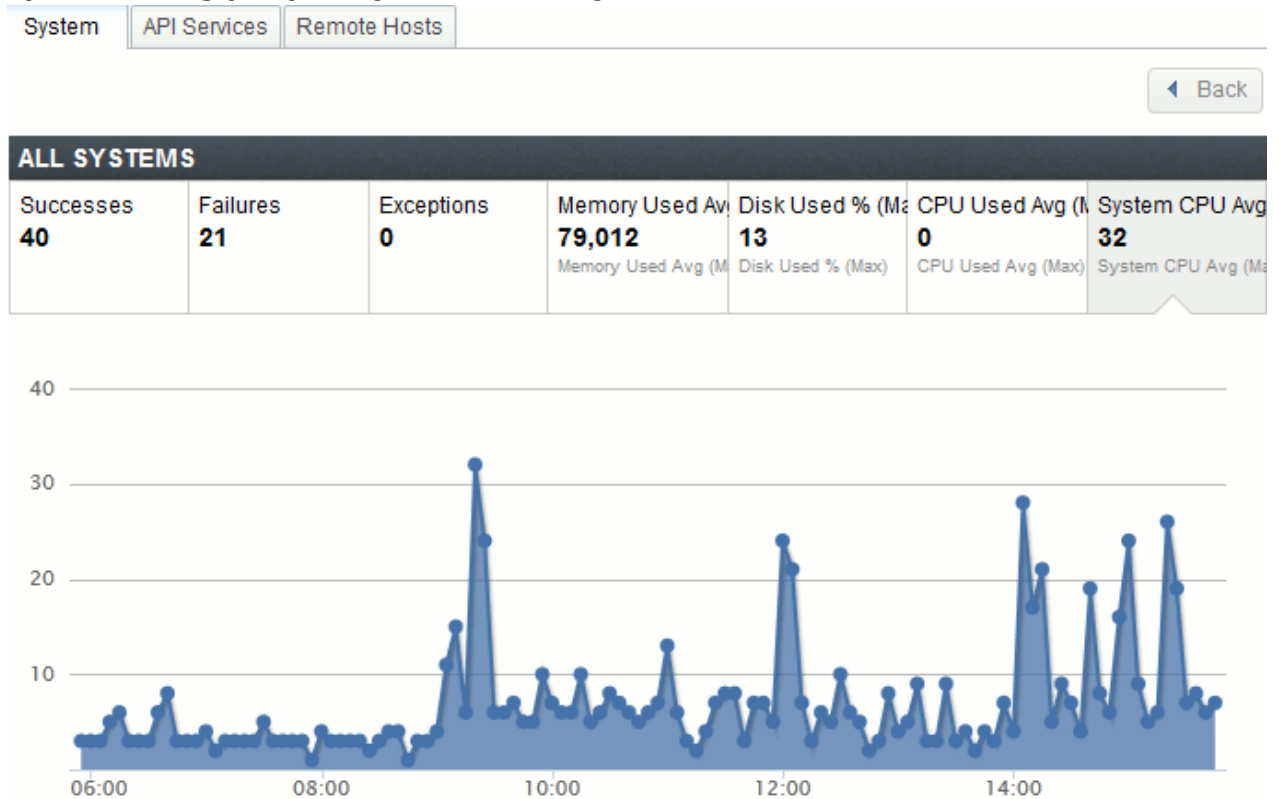 System API Services Remote Hosts
Back
ALL SYSTEMS
Successes Failures Exceptions Memory Used Av Disk Used % (Ma CPU Used Avg (M System CPU Avg
40 21 0 79,012 13 0 32
Memory Used Avg (M Disk Used % (Max) CPU Used Avg (Max) System CPU Avg (Ma
40
30
20
10
06:00 08:00 10:00 12:00 14:00